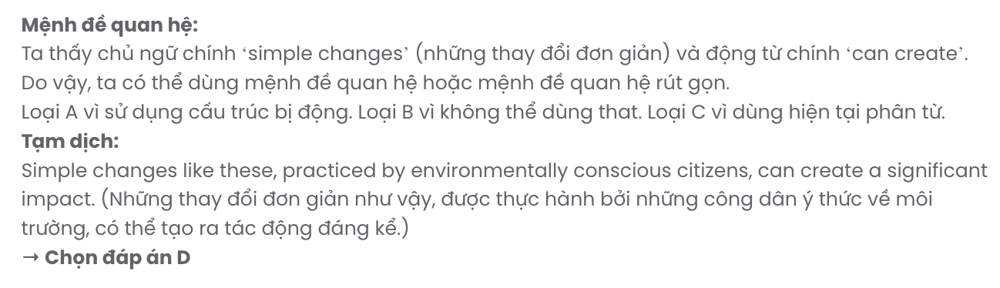 Mệnh đề quan hệ:
Ta thấy chủ ngữ chính ‘simple changes’ (những thay đổi đơn giản) và động từ chính ‘can create’.
Do vậy, ta có thể dùng mệnh đề quan hệ hoặc mệnh đề quan hệ rút gọn.
Loại A vì sử dụng cấu trúc bị động. Loại B vì không thể dùng that. Loại C vì dùng hiện tại phân từ.
Tạm dịch:
Simple changes like these, practiced by environmentally conscious citizens, can create a significant
impact. (Những thay đổi đơn giản như vậy, được thực hành bởi những công dân ý thức về môi
trường, có thể tạo ra tác động đáng kể.)
→ Chọn đáp án D